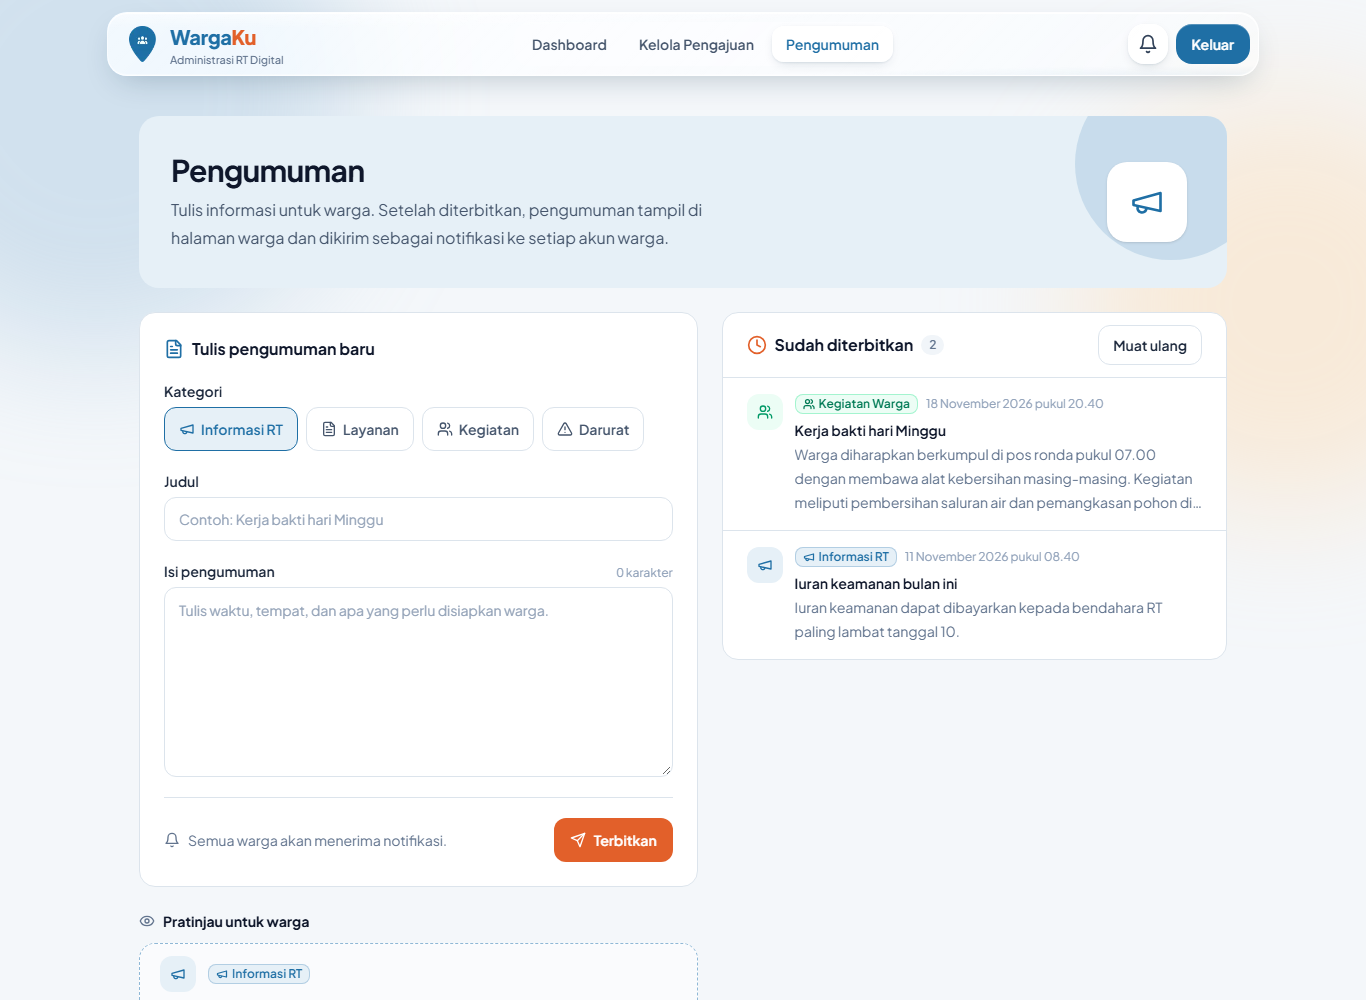 WargaKu
Administrasi RT Digital
Dashboard
Kelola Pengajuan
Pengumuman
Keluar
Pengumuman
Tulis informasi untuk warga. Setelah diterbitkan, pengumuman tampil di
halaman warga dan dikirim sebagai notifikasi ke setiap akun warga.
Tulis pengumuman baru
Kategori
Informasi RT
Layanan
Kegiatan
Darurat
Judul
Contoh: Kerja bakti hari Minggu
Isi pengumuman
0 karakter
Tulis waktu, tempat, dan apa yang perlu disiapkan warga.
Semua warga akan menerima notifikasi.
Terbitkan
Pratinjau untuk warga
Informasi RT
Sudah diterbitkan 2
Muat ulang
Kegiatan Warga 18 November 2026 pukul 20.40
Kerja bakti hari Minggu
Warga diharapkan berkumpul di pos ronda pukul 07.00
dengan membawa alat kebersihan masing-masing. Kegiatan
meliputi pembersihan saluran air dan pemangkasan pohon di...
Informasi RT 11 November 2026 pukul 08.40
Iuran keamanan bulan ini
Iuran keamanan dapat dibayarkan kepada bendahara RT
paling lambat tanggal 10.